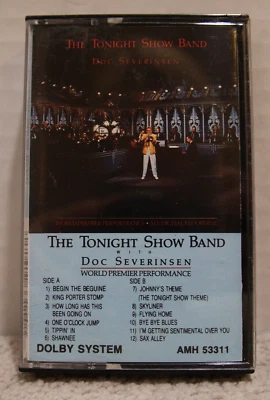 THE TONIGHT SHOW BAND
WITH
DOC SEVERINSEN
THE TONIGHT SHOW BAND
WITH
DOC SEVERINSEN
WORLD PREMIER PERFORMANCE
SIDE A
1) BEGIN THE BEGUINE
2) KING PORTER STOMP
3) HOW LONG HAS THIS
BEEN GOING ON
4) ONE O'CLOCK JUMP
5) TIPPIN' IN
6) SHAWNEE
SIDE B
7) JOHNNY'S THEME
(THE TONIGHT SHOW THEME)
8) SKYLINER
9) FLYING HOME
10) BYE BYE BLUES
11) I'M GETTING SENTIMENTAL OVER YOU
12) SAX ALLEY
DOLBY SYSTEM
AMH 53311